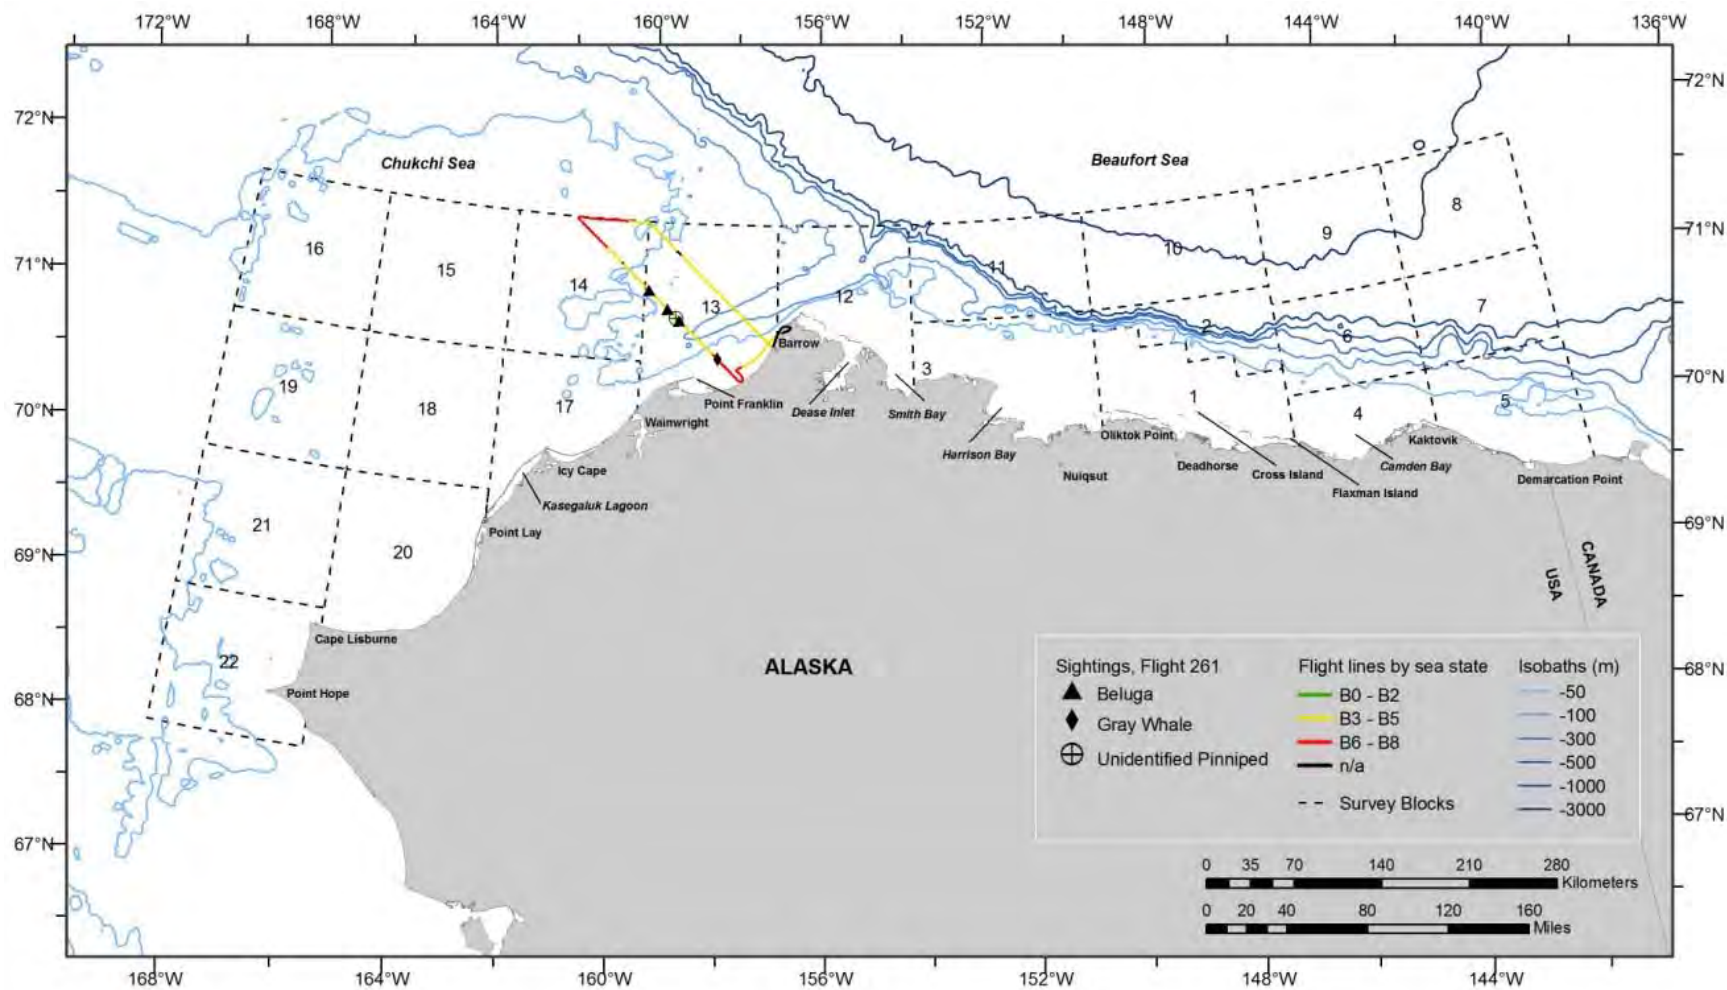 172°W 168°W 164°W 160°W 156°W 152°W 148°W 144°W 140°W 136°W
72°N 72°N
Chukchi Sea Beaufort Sea
8
9
16 71°N
10
15 11
71°N
14 12 7
13
2 6
Barrow
3 70°N
19
1 5
Point Franklin
70°N 18 17 Dease Inlet Smith Bay 4
Wainwright
Oliktok Point Kaktovik
Harrison Bay
Icy Cape Deadhorse Camden Bay
Nuiqsut Cross Island Demarcation Point
Flaxman Island
Kasegaluk Lagoon
21 69°N
Point Lay
69°N 20
CANADA
USA
Cape Lisburne
22 ALASKA 68°N
Point Hope
68°N
Sightings, Flight 261
Beluga
Gray Whale
Unidentified Pinniped
Flight lines by sea state
B0 - B2
B3 - B5
B6 - B8
n/a
Survey Blocks
Isobaths (m)
-50
-100
-300
-500
-1000
-3000
67°N 67°N
0 35 70 140 210 280
Kilometers
0 20 40 80 120 160
Miles
168°W 164°W 160°W 156°W 152°W 148°W 144°W